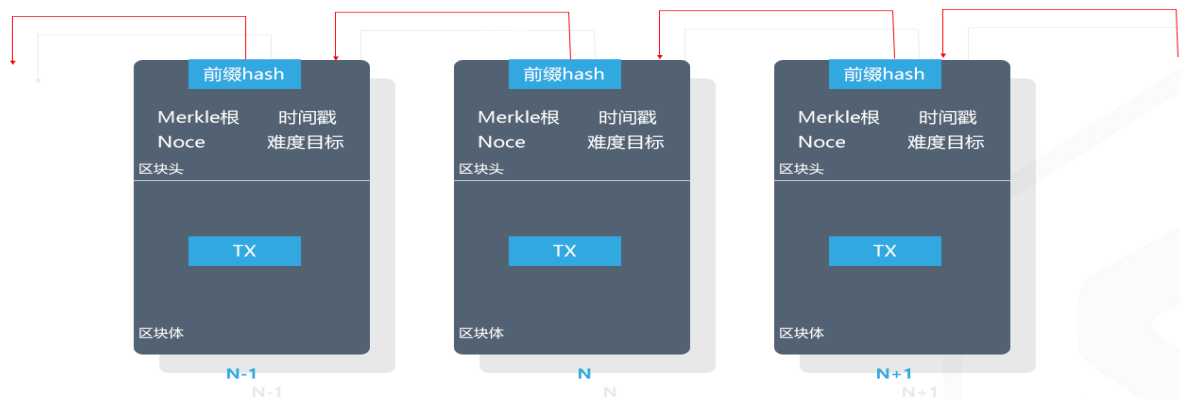 前缀hash 前缀hash 前缀hash
Merkle根 时间戳 Merkle根 时间戳 Merkle根 时间戳
Noce 难度目标 Noce 难度目标 Noce 难度目标
区块头 区块头 区块头
TX TX TX
区块体 区块体 区块体
N-1 N N+1
N-1 N N+1